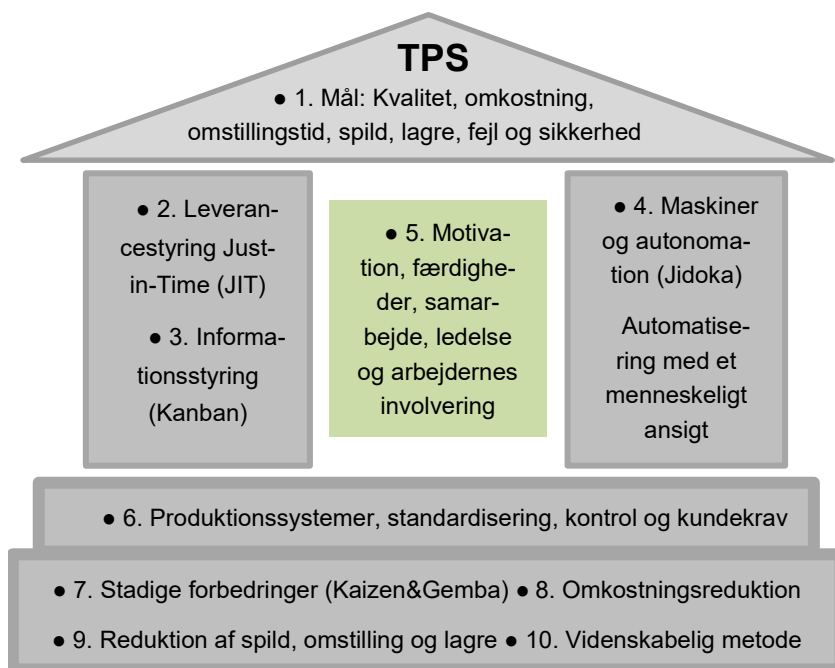 TPS
● 1. Mål: Kvalitet, omkostning,
omstillingstid, spild, lagre, fejl og sikkerhed
● 2. Leveran-
cestyring Just-
in-Time (JIT)
● 3. Informa-
tionsstyring
(Kanban)
● 5. Motiva-
tion, færdighe-
der, samar-
bejde, ledelse
og arbejdernes
involvering
● 4. Maskiner
og autonoma-
tion (Jidoka)
Automatise-
ring med et
menneskeligt
ansigt
● 6. Produktionssystemer, standardisering, kontrol og kundekrav
● 7. Stadige forbedringer (Kaizen&Gemba) ● 8. Omkostningsreduktion
● 9. Reduktion af spild, omstilling og lagre ● 10. Videnskabelig metode